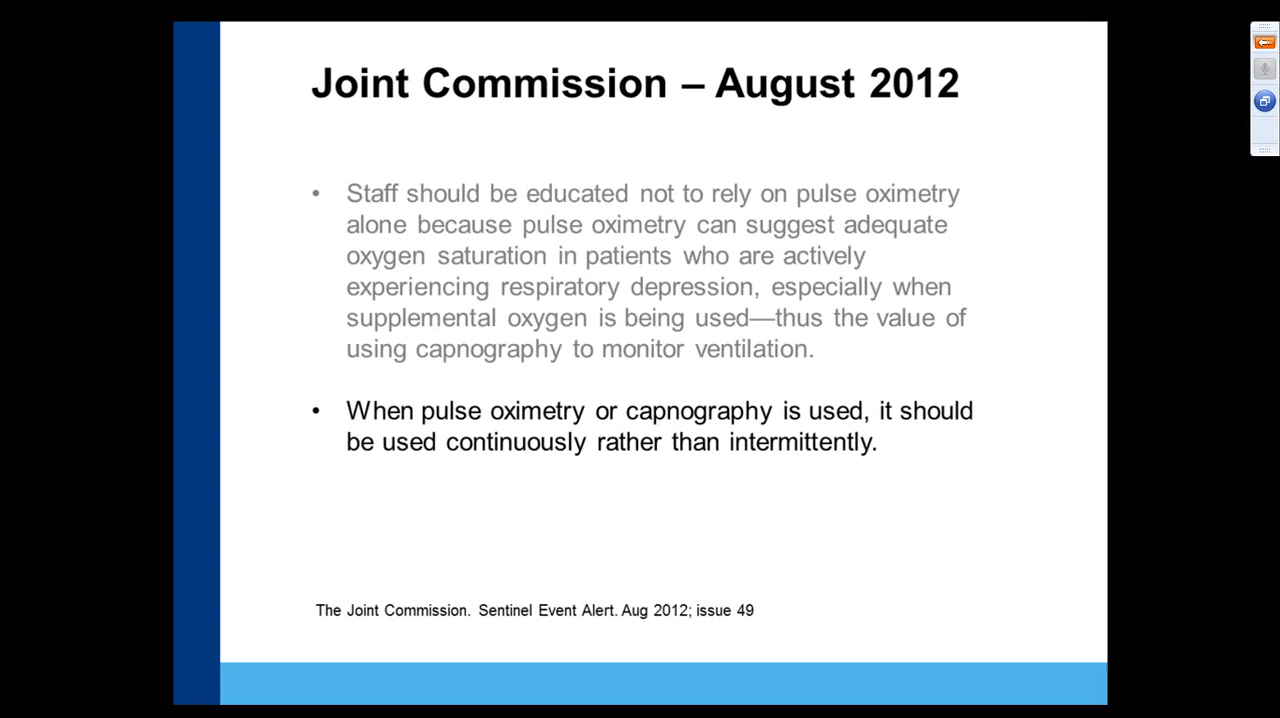 Joint Commission – August 2012
• Staff should be educated not to rely on pulse oximetry
alone because pulse oximetry can suggest adequate
oxygen saturation in patients who are actively
experiencing respiratory depression, especially when
supplemental oxygen is being used—thus the value of
using capnography to monitor ventilation.
• When pulse oximetry or capnography is used, it should
be used continuously rather than intermittently.
The Joint Commission. Sentinel Event Alert. Aug 2012; issue 49